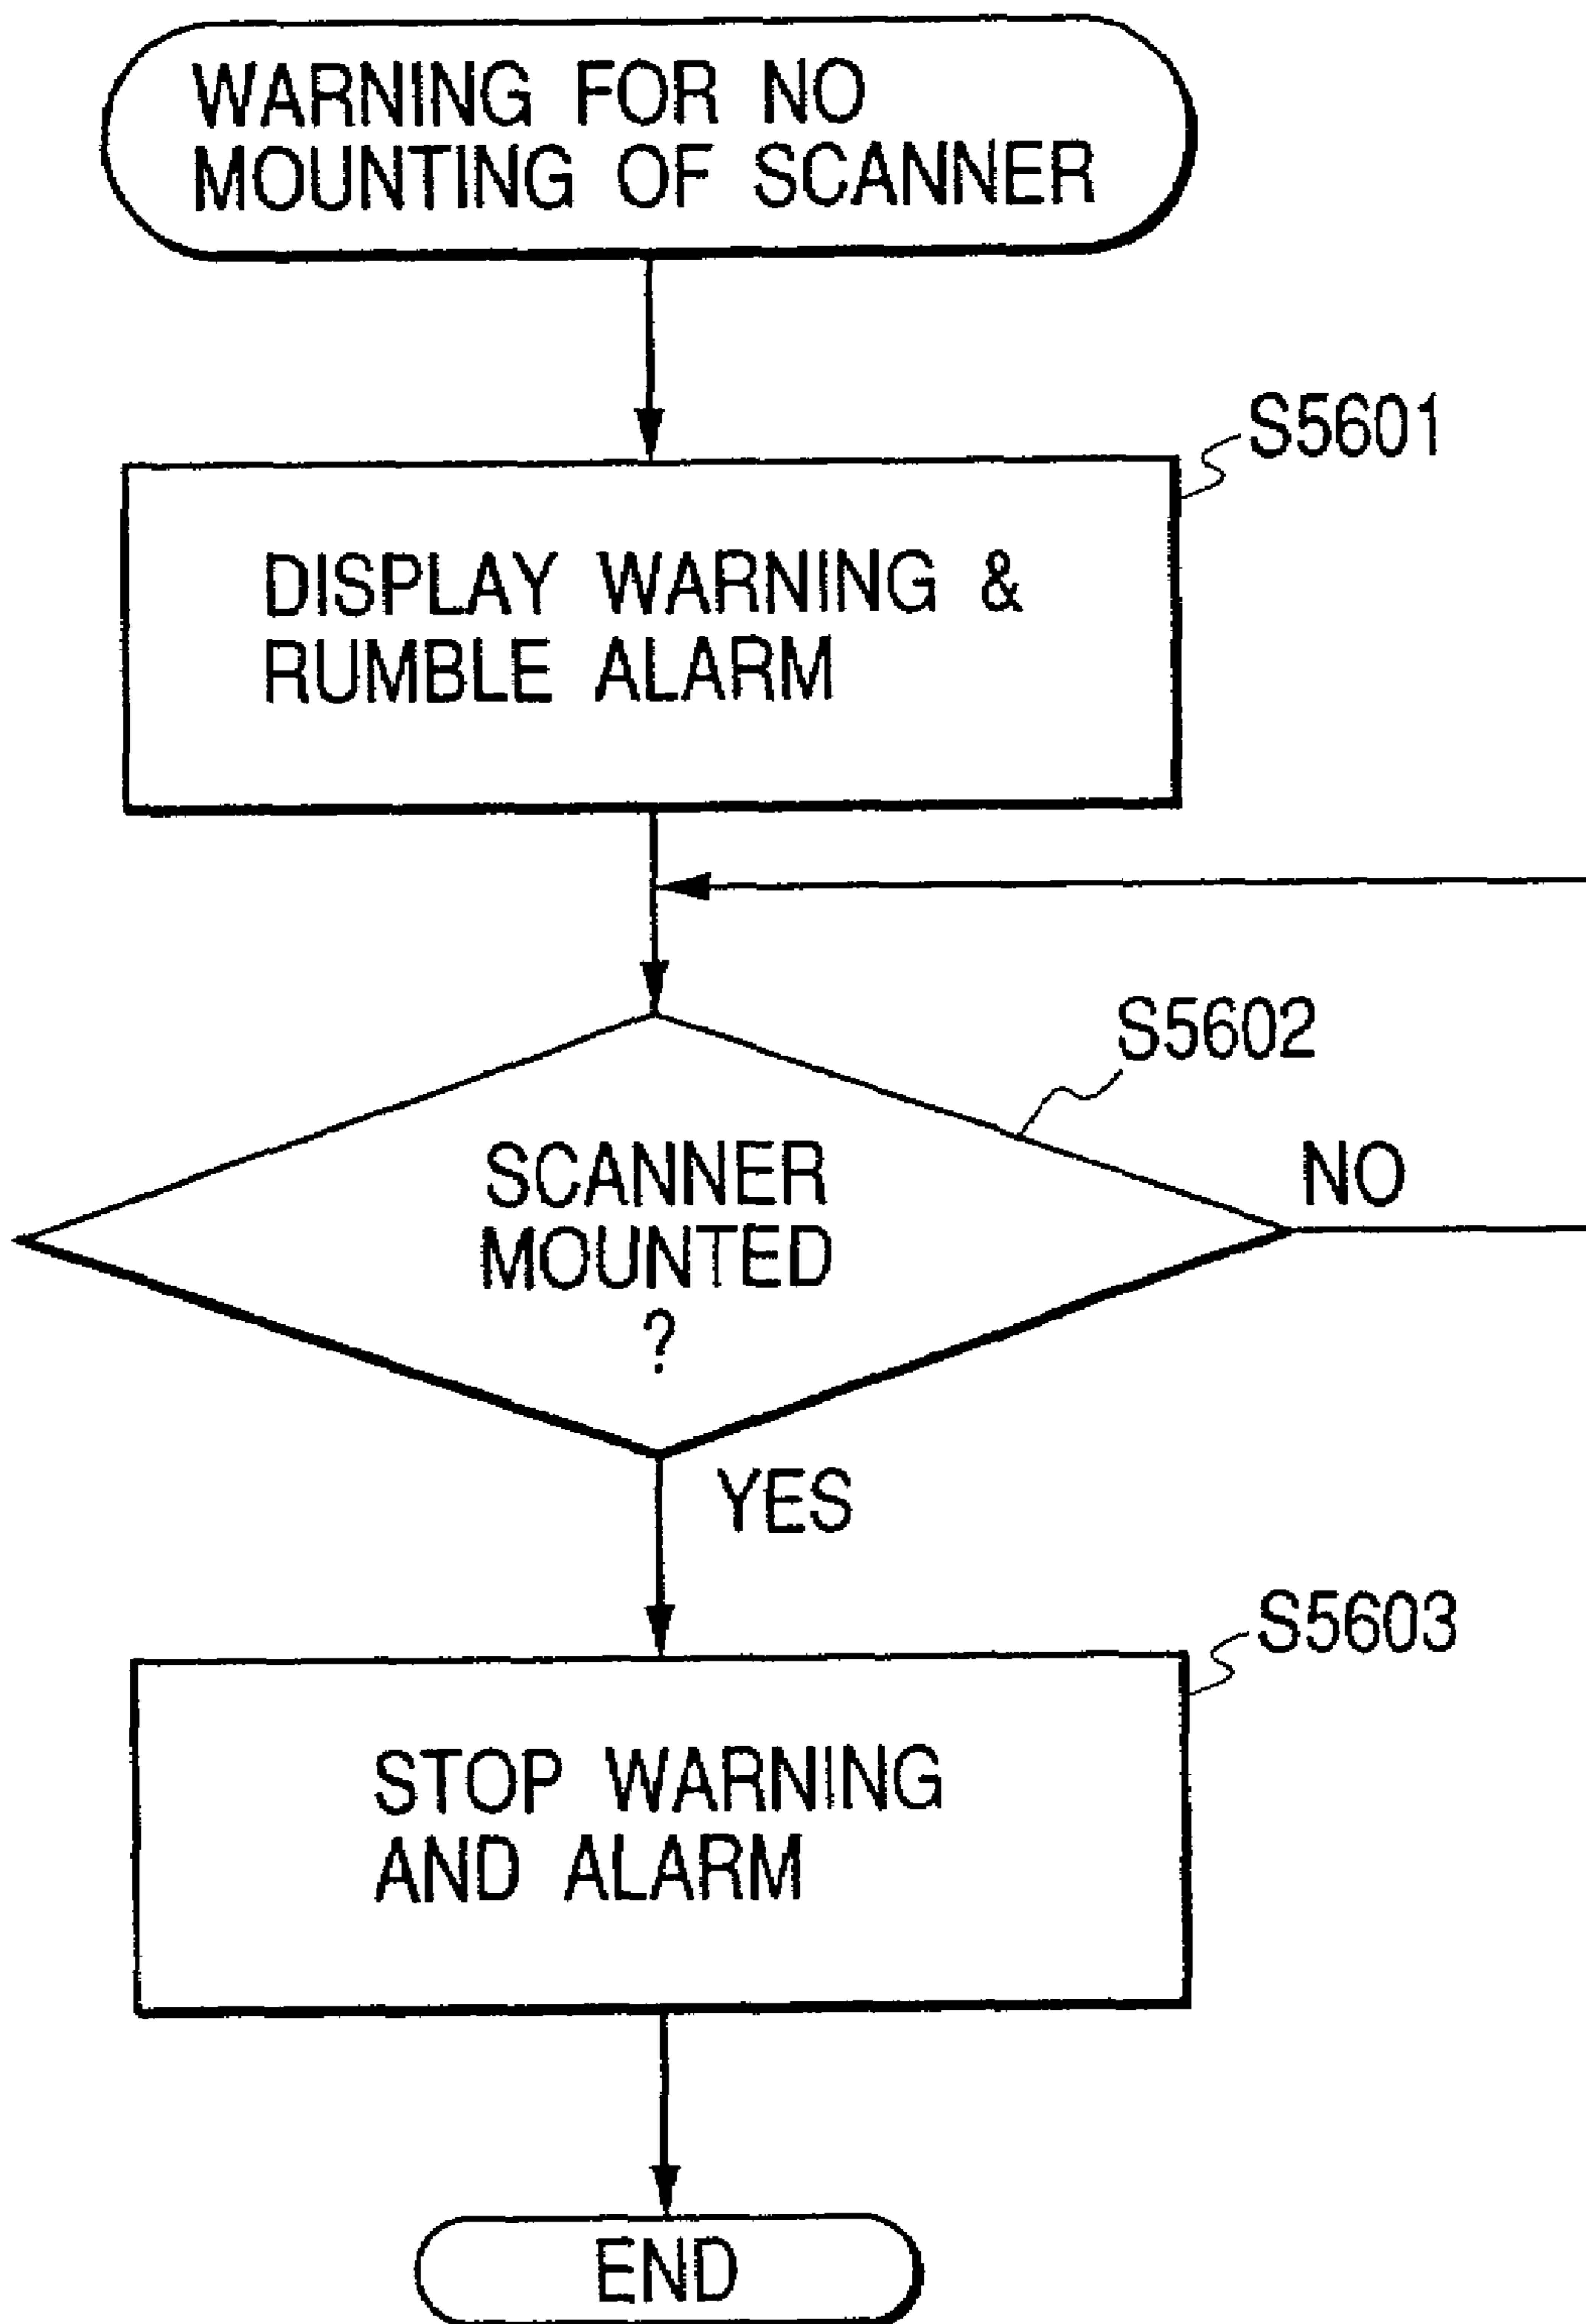 WARNING FOR NO
MOUNTING OF SCANNER
S5601
DISPLAY WARNING &
RUMBLE ALARM
S5602
SCANNER
MOUNTED
?
NO
YES
S5603
STOP WARNING
AND ALARM
END